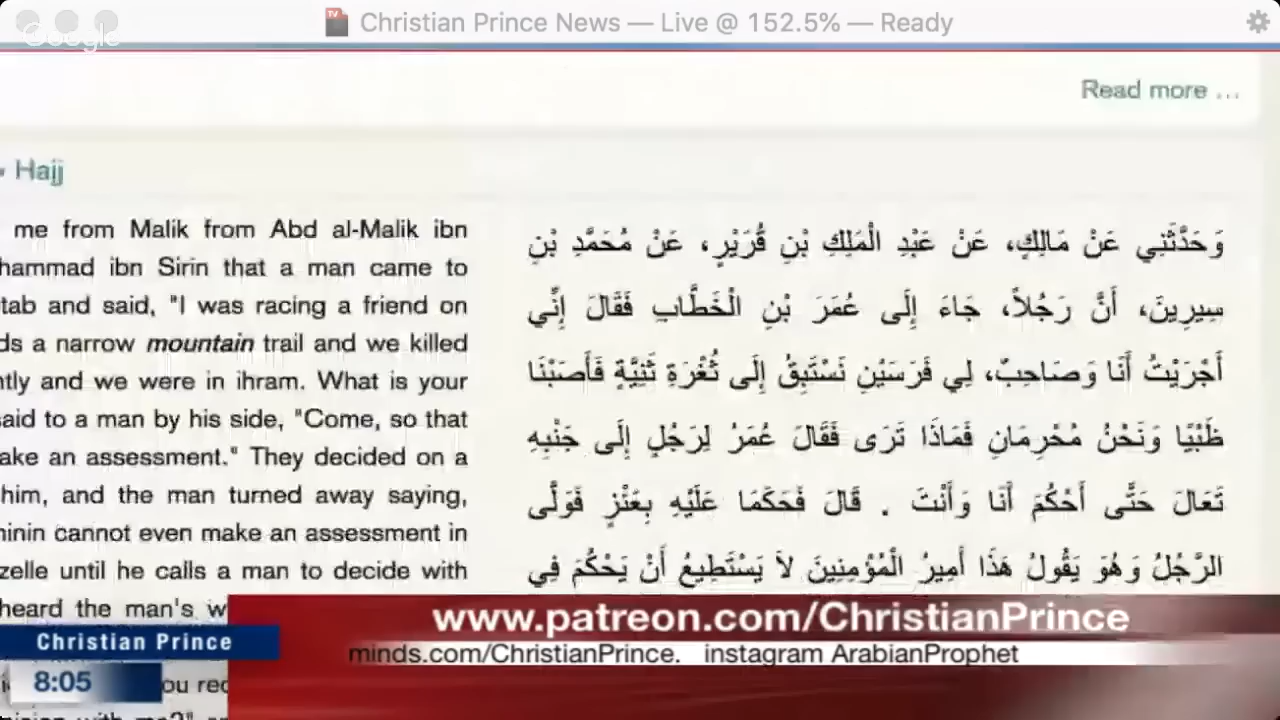 Google
Christian Prince News — Live @ 152.5% — Ready
Read more ...
Hajj
me from Malik from Abd al-Malik ibn
hammad ibn Sirin that a man came to
tab and said, "I was racing a friend on
ds a narrow mountain trail and we killed
ntly and we were in ihram. What is your
said to a man by his side, "Come, so that
ake an assessment." They decided on a
him, and the man turned away saying,
ninin cannot even make an assessment in
zelle until he calls a man to decide with
heard the man's w
ou rec
وَحَدَّثَنِي عَنْ مَالِكٍ، عَنْ عَبْدِ الْمَلِكِ بْنِ قُرَيْرٍ، عَنْ مُحَمَّدِ بْنِ
سِيرِينَ، أَنَّ رَجُلاً، جَاءَ إِلَى عُمَرَ بْنِ الْخَطَّابِ فَقَالَ إِنِّي
أَجْرَيْتُ أَنَا وَصَاحِبٌ، لِي فَرَسَيْنِ نَسْتَبِقُ إِلَى ثُغْرَةِ ثَنِيَّةٍ فَأَصَبْنَا
ظَبْيًا وَنَحْنُ مُحْرِمَانِ فَمَاذَا تَرَى فَقَالَ عُمَرُ لِرَجُلٍ إِلَى جَنْبِهِ
تَعَالَ حَتَّى أَحْكُمَ أَنَا وَأَنْتَ . قَالَ فَحَكَمَا عَلَيْهِ بِعَنْزٍ فَوَلَّى
الرَّجُلُ وَهُوَ يَقُولُ هَذَا أَمِيرُ الْمُؤْمِنِينَ لاَ يَسْتَطِيعُ أَنْ يَحْكُمَ فِي
www.patreon.com/ChristianPrince
Christian Prince
minds.com/ChristianPrince. instagram ArabianProphet
8:05